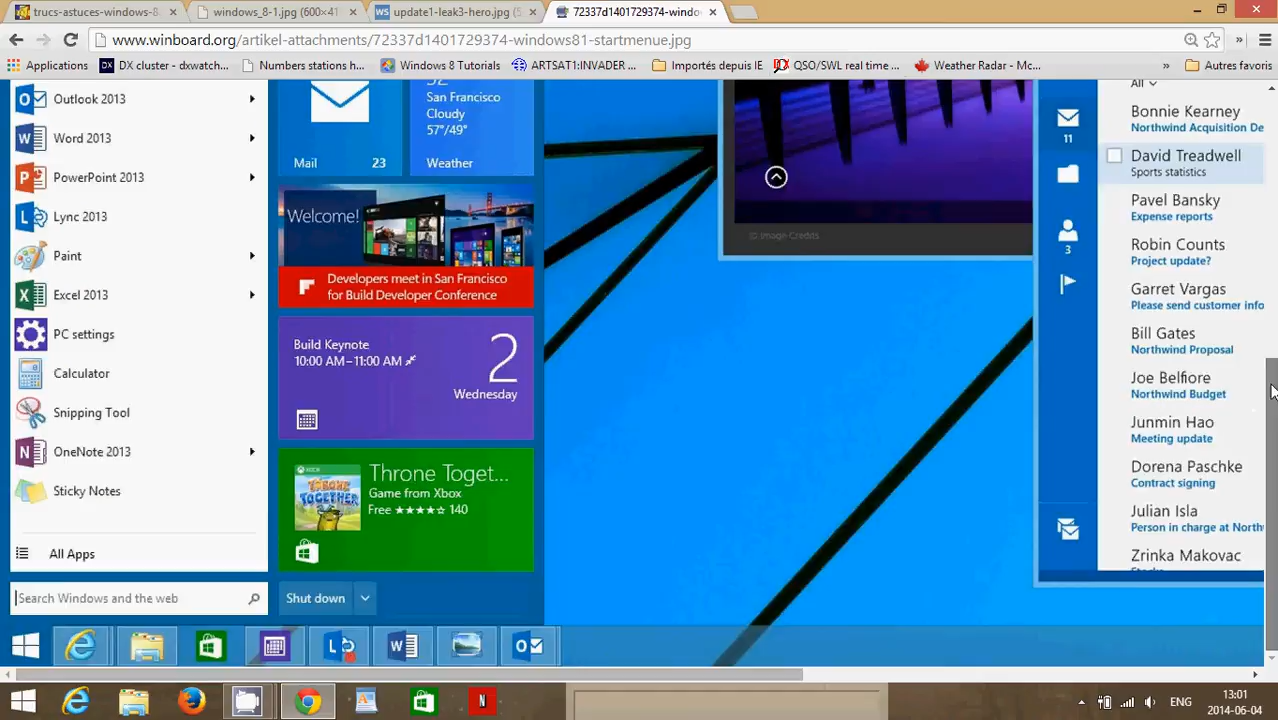 trucs-astuces-windows-8-
windows_8-1.jpg (600×41
update1-leak3-hero.jpg (5
72337d1401729374-windo
www.winboard.org/artikel-attachments/72337d1401729374-windows81-startmenue.jpg
Applications
DX cluster - dxwatch...
Numbers stations h...
Windows 8 Tutorials
ARTSAT1:INVADER ...
Importés depuis IE
QSO/SWL real time ...
Weather Radar - Mc...
»
Autres favoris
Outlook 2013
Word 2013
PowerPoint 2013
Lync 2013
Paint
Excel 2013
PC settings
Calculator
Snipping Tool
OneNote 2013
Sticky Notes
All Apps
Search Windows and the web
Mail 23
San Francisco
Cloudy
57°/49°
Weather
Welcome!
Developers meet in San Francisco
for Build Developer Conference
Build Keynote
10:00 AM–11:00 AM
2
Wednesday
XBOX
THRONE
TOGETHER
Throne Toget...
Game from Xbox
Free ★★★★☆ 140
Shut down
© Image-Credits
11
3
All
Bonnie Kearney
Northwind Acquisition De
David Treadwell
Sports statistics
Pavel Bansky
Expense reports
Robin Counts
Project update?
Garret Vargas
Please send customer info
Bill Gates
Northwind Proposal
Joe Belfiore
Northwind Budget
Junmin Hao
Meeting update
Dorena Paschke
Contract signing
Julian Isla
Person in charge at North
Zrinka Makovac
ENG
13:01
2014-06-04